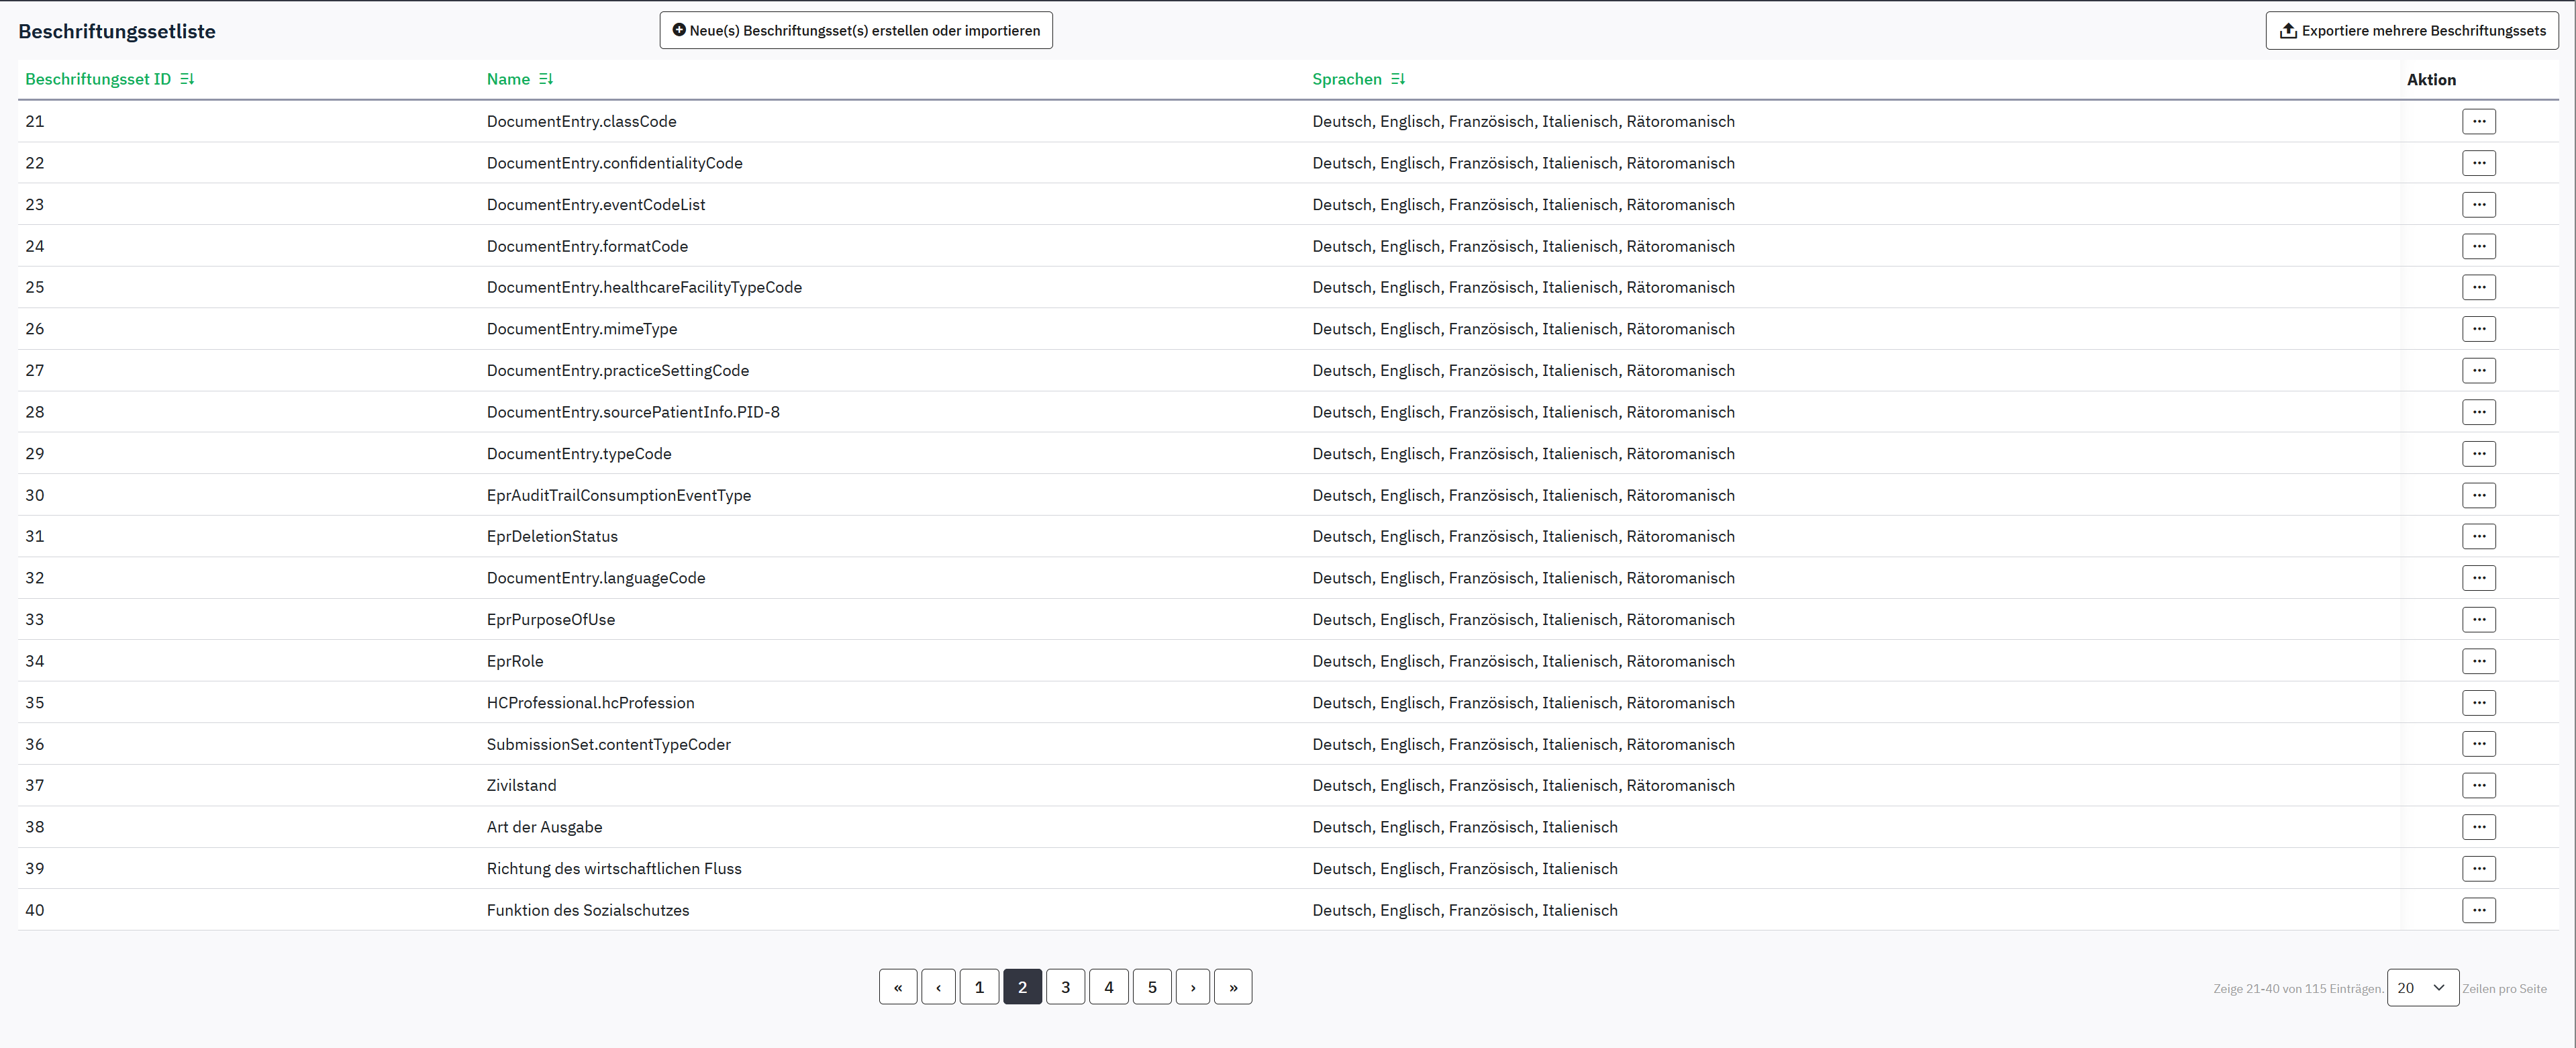 Beschriftungssetliste
Neue(s) Beschriftungsset(s) erstellen oder importieren
Exportiere mehrere Beschriftungssets
Beschriftungsset ID Name Sprachen Aktion
21 DocumentEntry.classCode Deutsch, Englisch, Französisch, Italienisch, Rätoromanisch ...
22 DocumentEntry.confidentialityCode Deutsch, Englisch, Französisch, Italienisch, Rätoromanisch ...
23 DocumentEntry.eventCodeList Deutsch, Englisch, Französisch, Italienisch, Rätoromanisch ...
24 DocumentEntry.formatCode Deutsch, Englisch, Französisch, Italienisch, Rätoromanisch ...
25 DocumentEntry.healthcareFacilityTypeCode Deutsch, Englisch, Französisch, Italienisch, Rätoromanisch ...
26 DocumentEntry.mimeType Deutsch, Englisch, Französisch, Italienisch, Rätoromanisch ...
27 DocumentEntry.practiceSettingCode Deutsch, Englisch, Französisch, Italienisch, Rätoromanisch ...
28 DocumentEntry.sourcePatientInfo.PID-8 Deutsch, Englisch, Französisch, Italienisch, Rätoromanisch ...
29 DocumentEntry.typeCode Deutsch, Englisch, Französisch, Italienisch, Rätoromanisch ...
30 EprAuditTrailConsumptionEventType Deutsch, Englisch, Französisch, Italienisch, Rätoromanisch ...
31 EprDeletionStatus Deutsch, Englisch, Französisch, Italienisch, Rätoromanisch ...
32 DocumentEntry.languageCode Deutsch, Englisch, Französisch, Italienisch, Rätoromanisch ...
33 EprPurposeOfUse Deutsch, Englisch, Französisch, Italienisch, Rätoromanisch ...
34 EprRole Deutsch, Englisch, Französisch, Italienisch, Rätoromanisch ...
35 HCProfessional.hcProfession Deutsch, Englisch, Französisch, Italienisch, Rätoromanisch ...
36 SubmissionSet.contentTypeCoder Deutsch, Englisch, Französisch, Italienisch, Rätoromanisch ...
37 Zivilstand Deutsch, Englisch, Französisch, Italienisch, Rätoromanisch ...
38 Art der Ausgabe Deutsch, Englisch, Französisch, Italienisch ...
39 Richtung des wirtschaftlichen Fluss Deutsch, Englisch, Französisch, Italienisch ...
40 Funktion des Sozialschutzes Deutsch, Englisch, Französisch, Italienisch ...
« ‹ 1 2 3 4 5 › »
Zeige 21-40 von 115 Einträgen. 20 Zeilen pro Seite